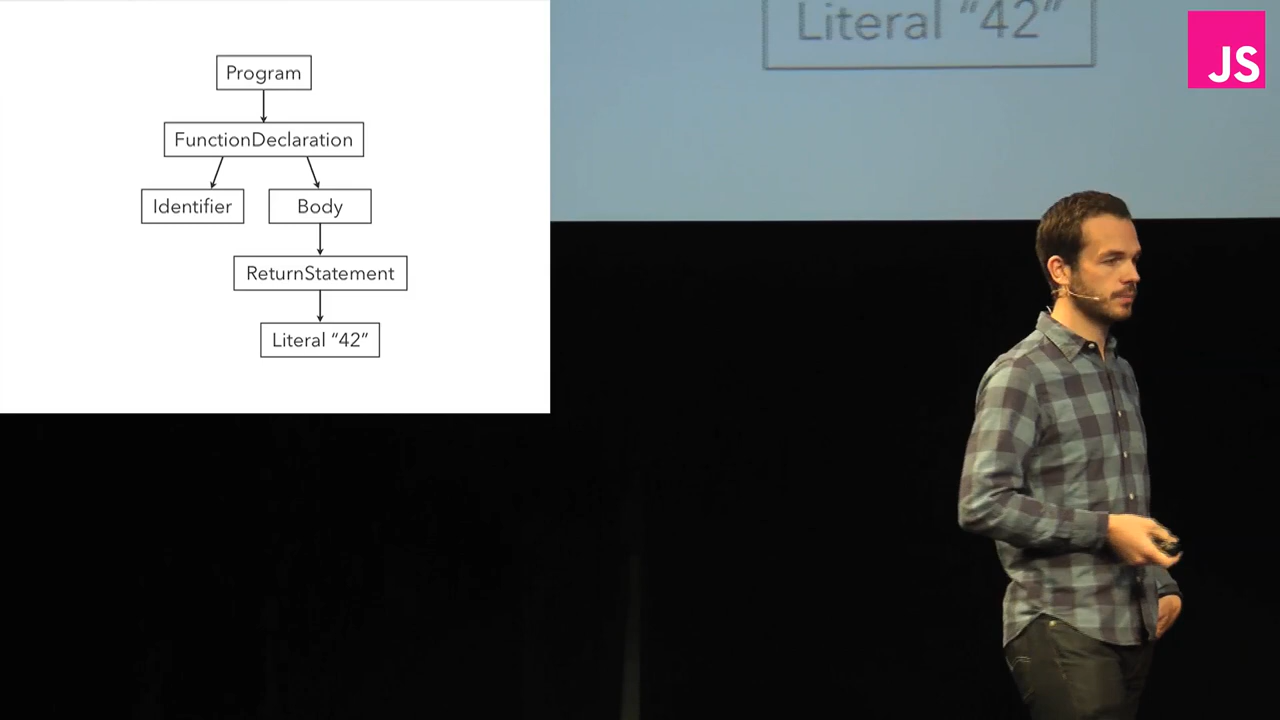 Program
FunctionDeclaration
Identifier Body
ReturnStatement
Literal “42”
Literal “42”
JS